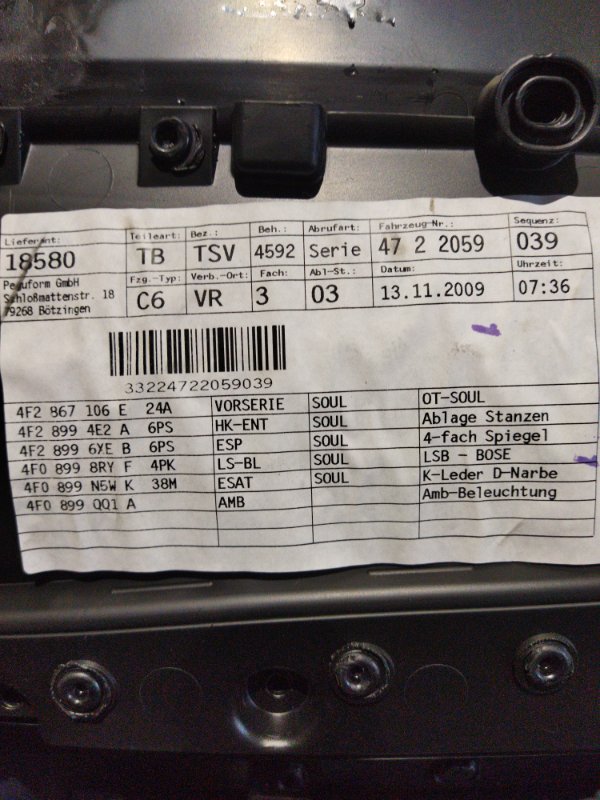 Lieferant: Teileart: Bez.: Beh.: Abrufart: Fahrzeug-Nr.: Sequenz:
18580 TB TSV 4592 Serie 47 2 2059 039
Peguform GmbH Fzg.-Typ: Verb.-Ort: Fach: Abl-St.: Datum: Uhrzeit:
Schloßmattenstr. 18 C6 VR 3 03 13.11.2009 07:36
79268 Bötzingen
33224722059039
4F2 867 106 E 24A VORSERIE SOUL OT-SOUL
4F2 899 4E2 A 6PS HK-ENT SOUL Ablage Stanzen
4F2 899 6YE B 6PS ESP SOUL 4-fach Spiegel
4F0 899 8RY F 4PK LS-BL SOUL LSB - BOSE
4F0 899 N5W K 38M ESAT SOUL K-Leder D-Narbe
4F0 899 QQ1 A AMB Amb-Beleuchtung